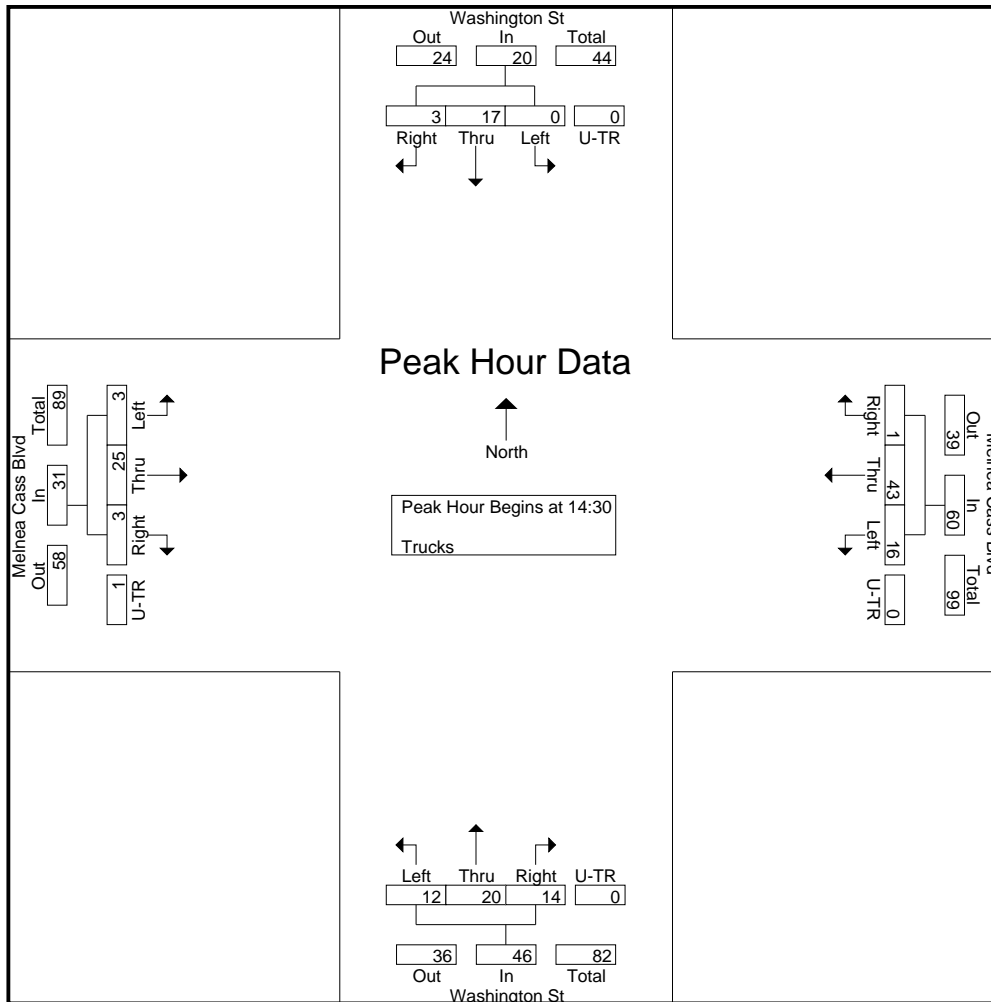 Washington St
Out In Total
24 20 44
3 17 0 0
Right Thru Left U-TR
Peak Hour Data
North
Peak Hour Begins at 14:30
Trucks
Melnea Cass Blvd
Out In Total
58 31 89
Left Thru Right U-TR
3 25 3 1
Melnea Cass Blvd
Out In Total
39 60 99
Right Thru Left U-TR
1 43 16 0
Left Thru Right U-TR
12 20 14 0
36 46 82
Out In Total
Washington St